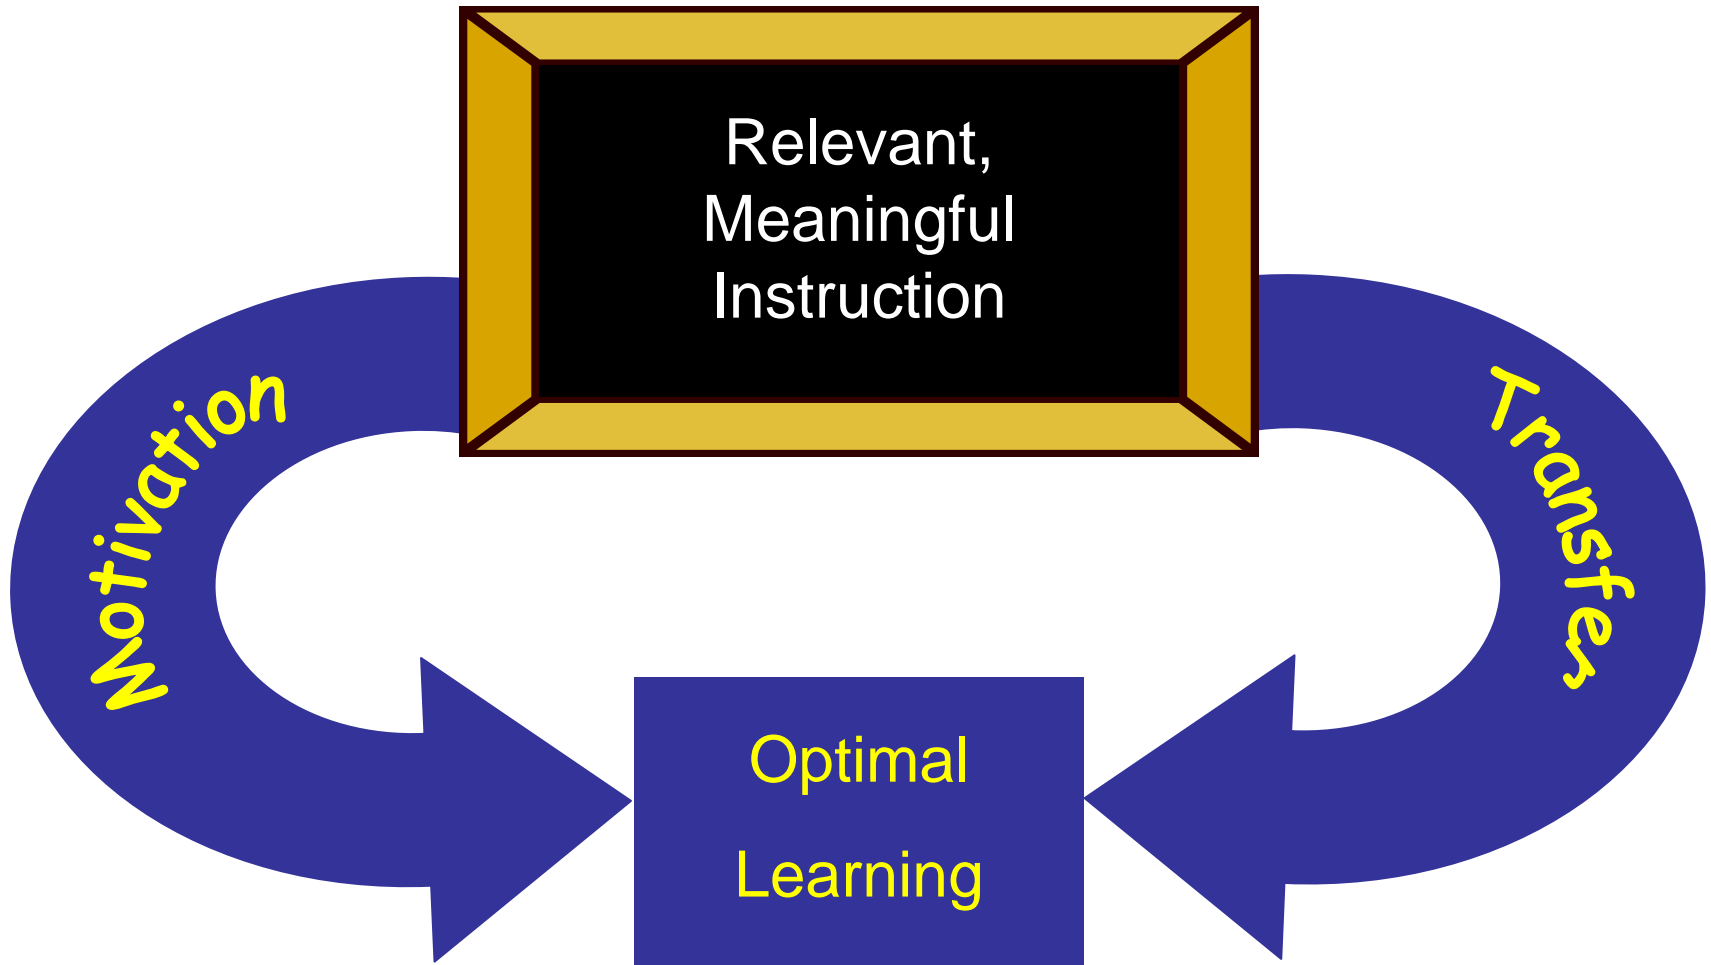 Relevant,
Meaningful
Instruction
Motivation
Transfer
Optimal
Learning